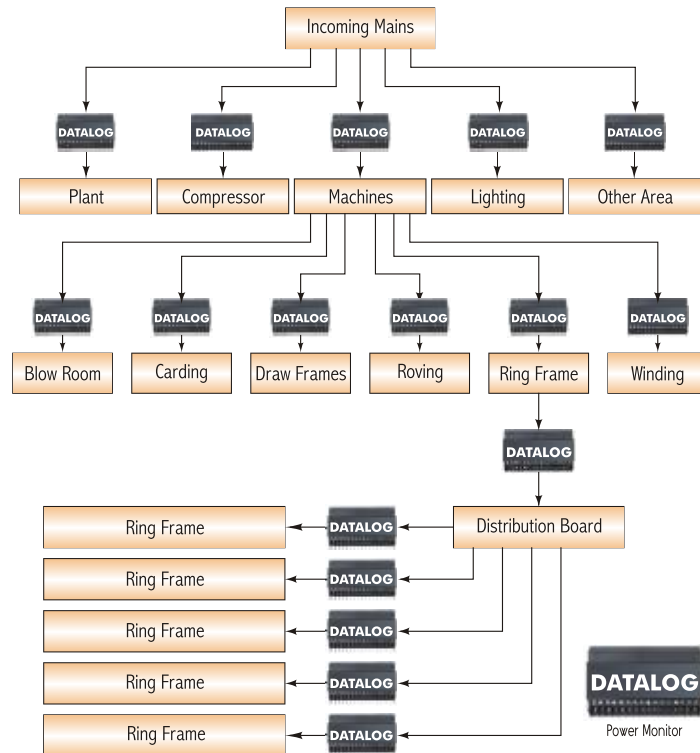 Incoming Mains
DATALOG DATALOG DATALOG DATALOG DATALOG
Plant Compressor Machines Lighting Other Area
DATALOG DATALOG DATALOG DATALOG DATALOG DATALOG
Blow Room Carding Draw Frames Roving Ring Frame Winding
DATALOG
Ring Frame DATALOG Distribution Board
Ring Frame DATALOG
Ring Frame DATALOG
Ring Frame DATALOG
DATALOG
Power Monitor
Ring Frame DATALOG